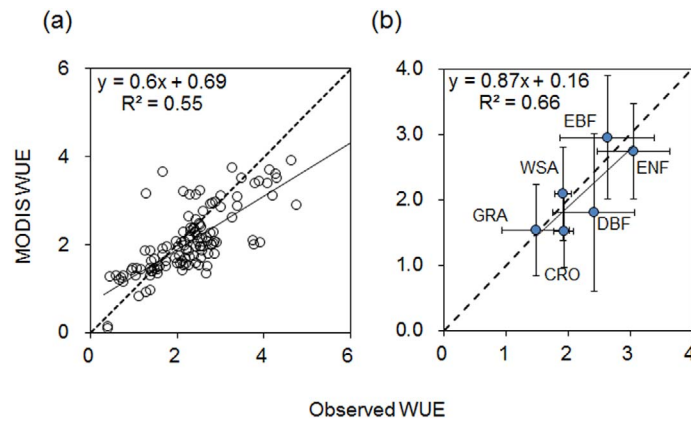 (a)
(b)
y = 0.6x + 0.69
R² = 0.55
6
4
2
0
0
2
4
6
MODIS WUE
y = 0.87x + 0.16
R² = 0.66
4.0
3.0
2.0
1.0
0.0
0
1
2
3
4
EBF
ENF
WSA
GRA
DBF
CRO
Observed WUE